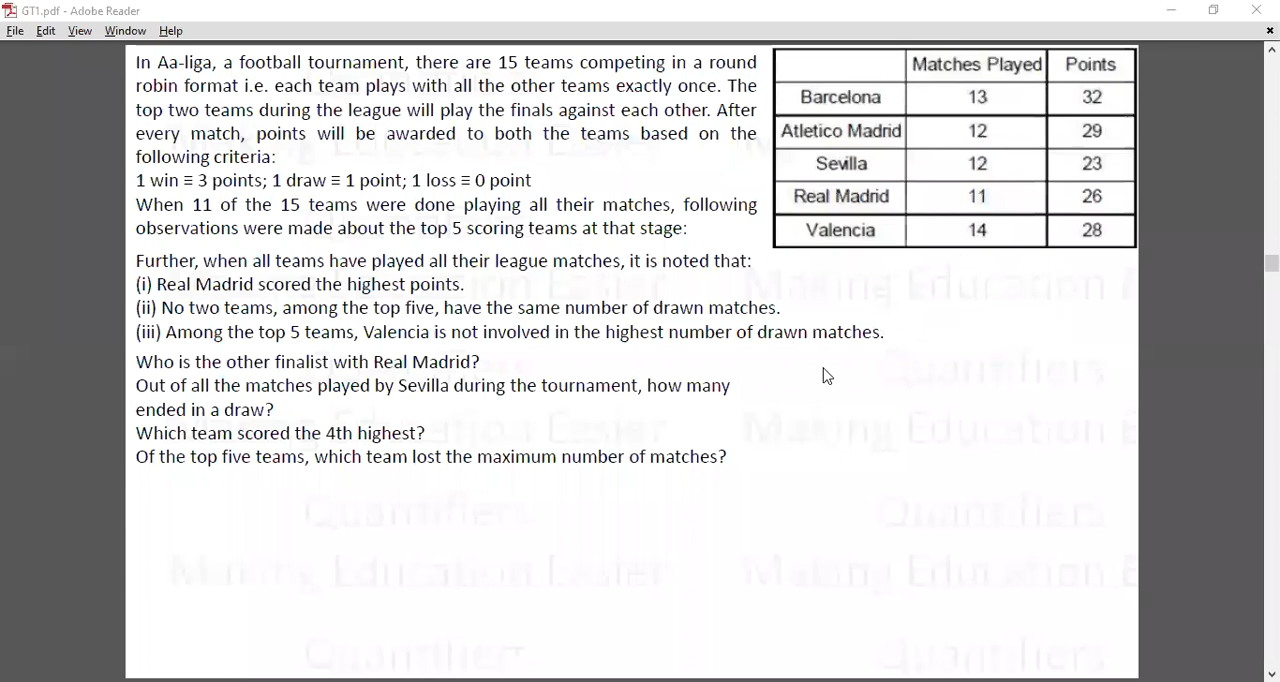 GT1.pdf - Adobe Reader
File Edit View Window Help
In Aa-liga, a football tournament, there are 15 teams competing in a round
robin format i.e. each team plays with all the other teams exactly once. The
top two teams during the league will play the finals against each other. After
every match, points will be awarded to both the teams based on the
following criteria:
1 win ≡ 3 points; 1 draw ≡ 1 point; 1 loss ≡ 0 point
When 11 of the 15 teams were done playing all their matches, following
observations were made about the top 5 scoring teams at that stage:
Matches Played Points
Barcelona 13 32
Atletico Madrid 12 29
Sevilla 12 23
Real Madrid 11 26
Valencia 14 28
Further, when all teams have played all their league matches, it is noted that:
(i) Real Madrid scored the highest points.
(ii) No two teams, among the top five, have the same number of drawn matches.
(iii) Among the top 5 teams, Valencia is not involved in the highest number of drawn matches.
Who is the other finalist with Real Madrid?
Out of all the matches played by Sevilla during the tournament, how many
ended in a draw?
Which team scored the 4th highest?
Of the top five teams, which team lost the maximum number of matches?
Quantifiers
Making Education Easier
Quantifiers